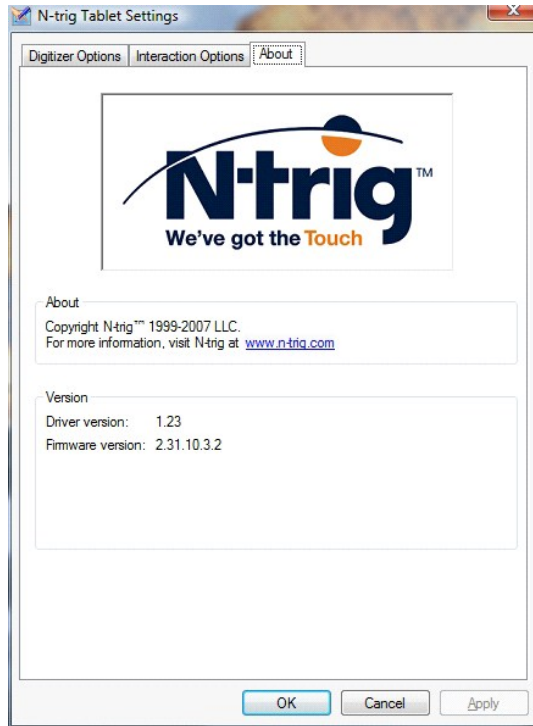 N-trig Tablet Settings
Digitizer Options Interaction Options About
N-trig™
We've got the Touch
About
Copyright N-trig™ 1999-2007 LLC.
For more information, visit N-trig at www.n-trig.com
Version
Driver version: 1.23
Firmware version: 2.31.10.3.2
OK Cancel Apply